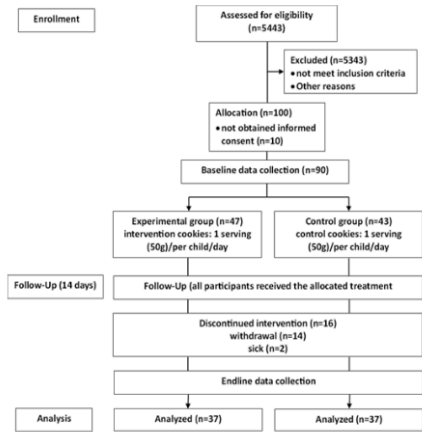 Enrollment
Assessed for eligibility
(n=5443)
Excluded (n=5343)
•not meet inclusion criteria
•Other reasons
Allocation (n=100)
•not obtained informed
consent (n=10)
Baseline data collection (n=90)
Experimental group (n=47)
intervention cookies: 1 serving
(50g)/per child/day
Control group (n=43)
control cookies: 1 serving
(50g)/per child/day
Follow-Up (14 days)
Follow-Up (all participants received the allocated treatment
Discontinued intervention (n=16)
withdrawal (n=14)
sick (n=2)
Endline data collection
Analysis
Analyzed (n=37)
Analyzed (n=37)